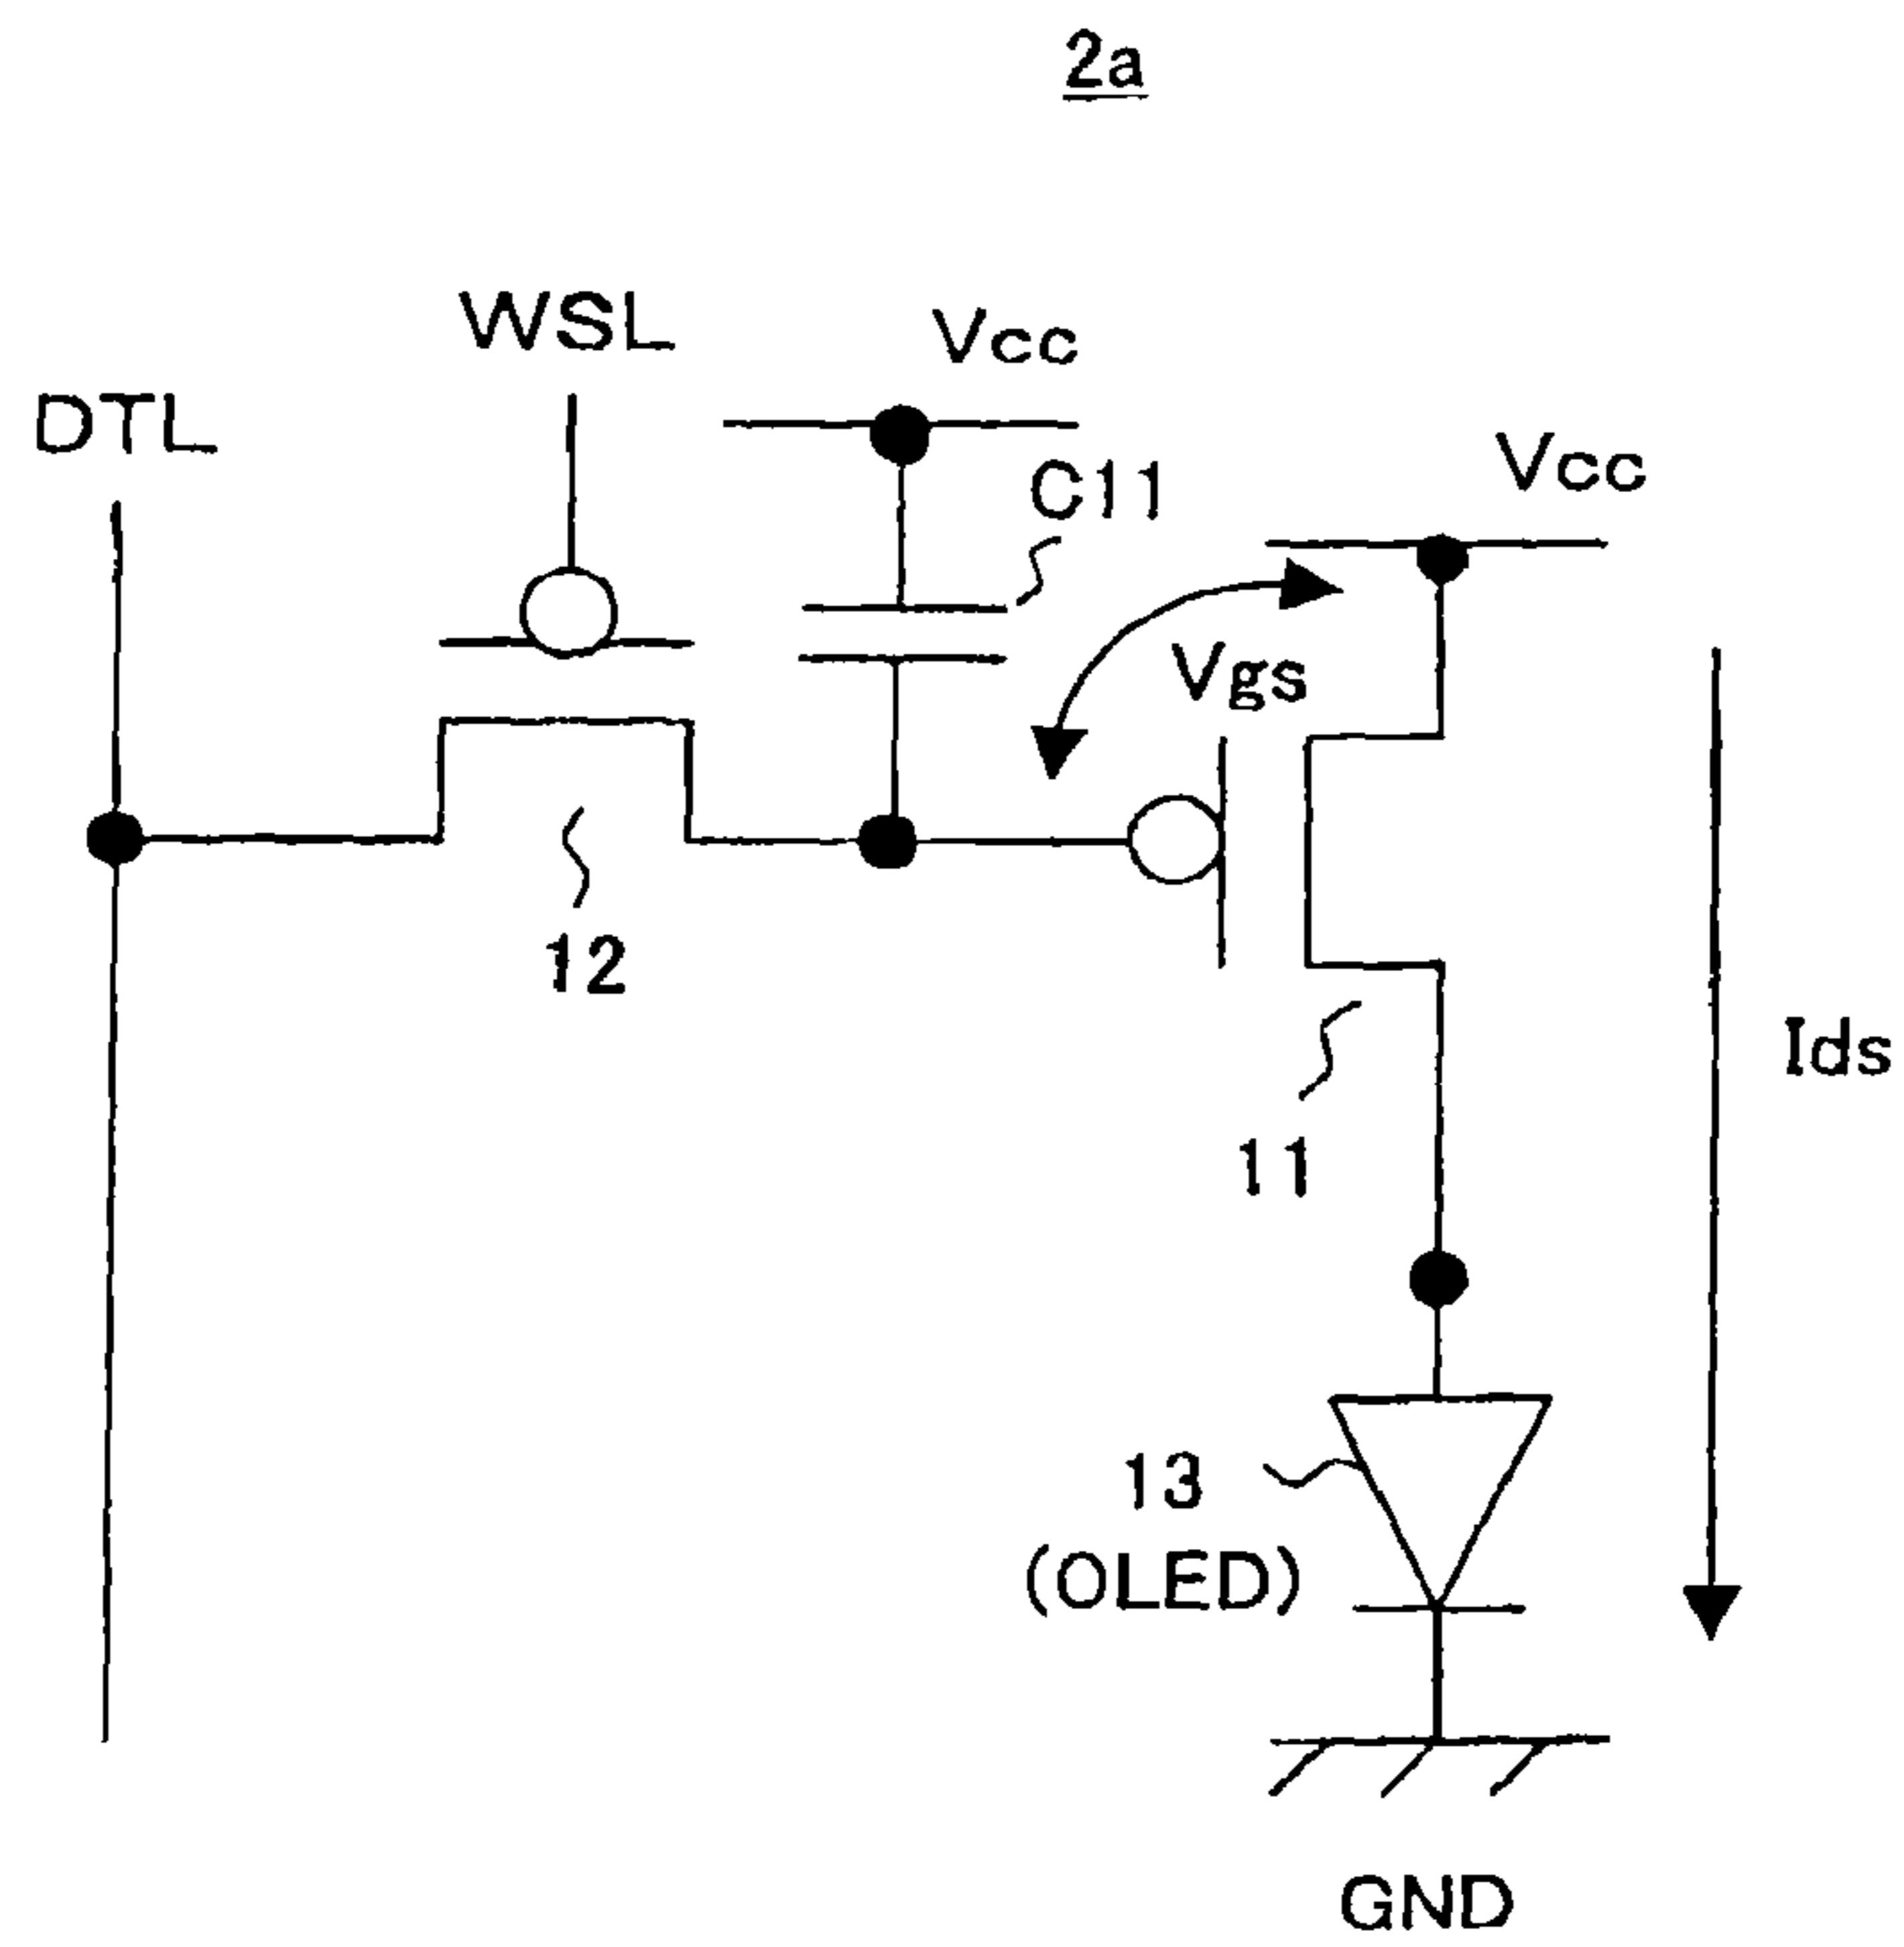 2a
WSL
Vcc
DTL
C11
Vcc
Vgs
12
Ids
11
13
(OLED)
GND